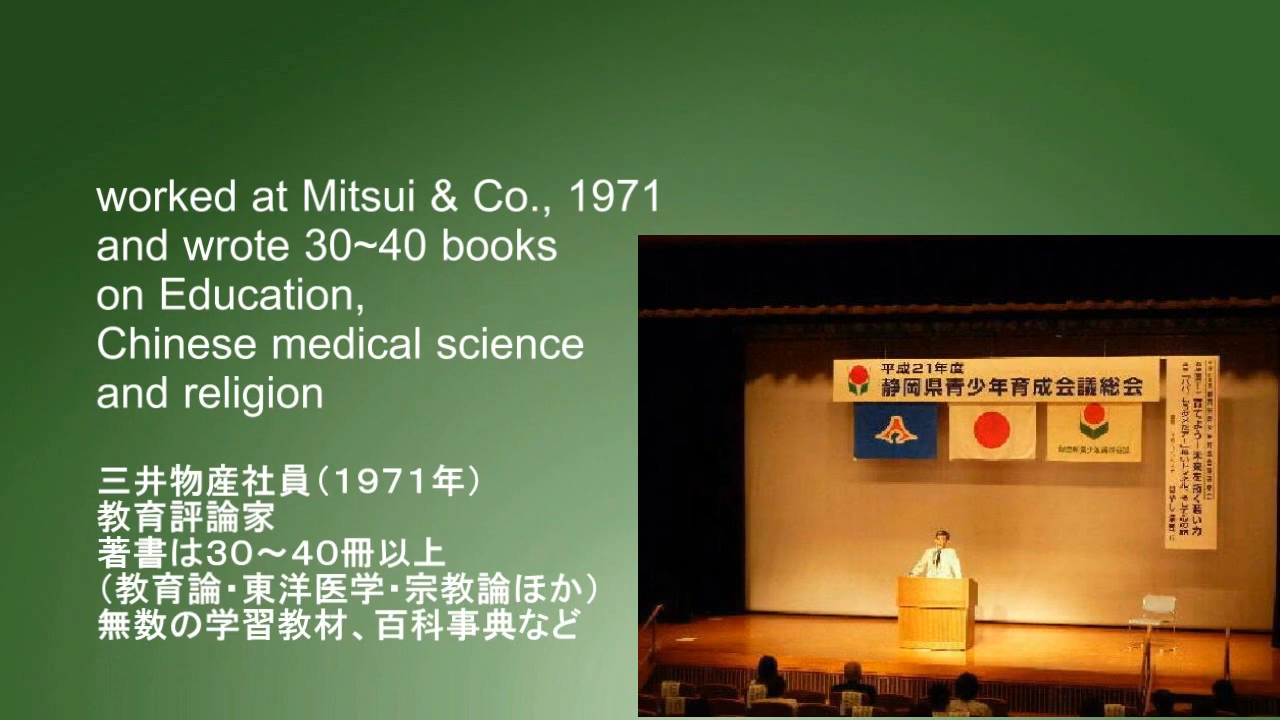 worked at Mitsui & Co., 1971
and wrote 30~40 books
on Education,
Chinese medical science
and religion
三井物産社員（1971年）
教育評論家
著書は30～40冊以上
（教育論・東洋医学・宗教論ほか）
無数の学習教材、百科事典など
平成21年度
静岡県青少年育成会議総会